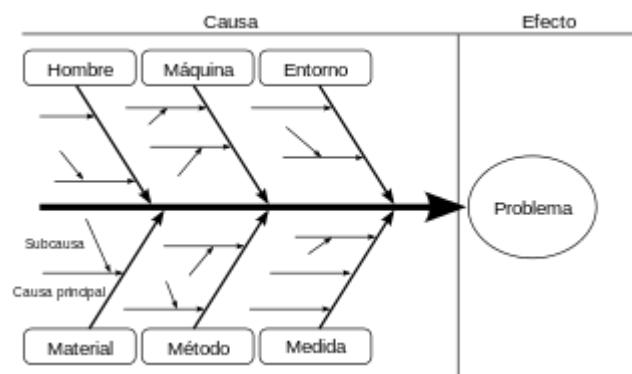 Causa
Efecto
Hombre
Máquina
Entorno
Problema
Subcausa
Causa principal
Material
Método
Medida